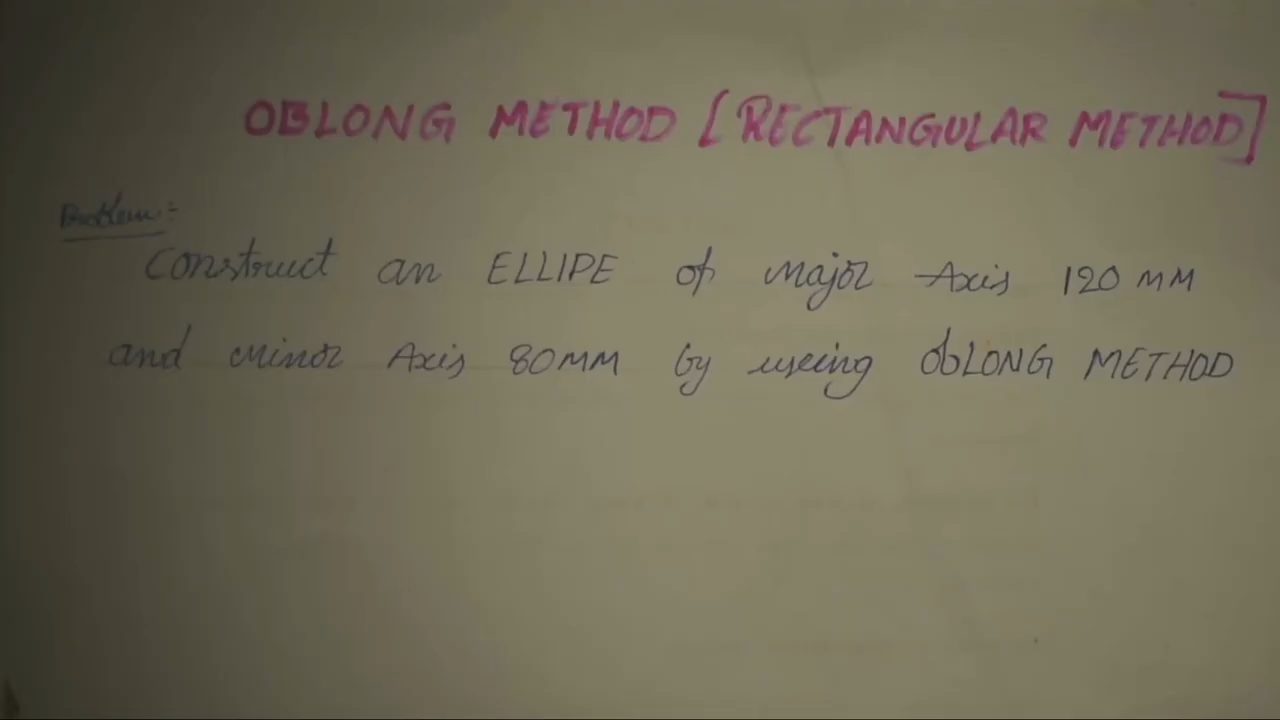 OBLONG METHOD [RECTANGULAR METHOD]
Problem:-
Construct an ELLIPE of major Axis 120 MM
and minor Axis 80MM by using ObLONG METHOD